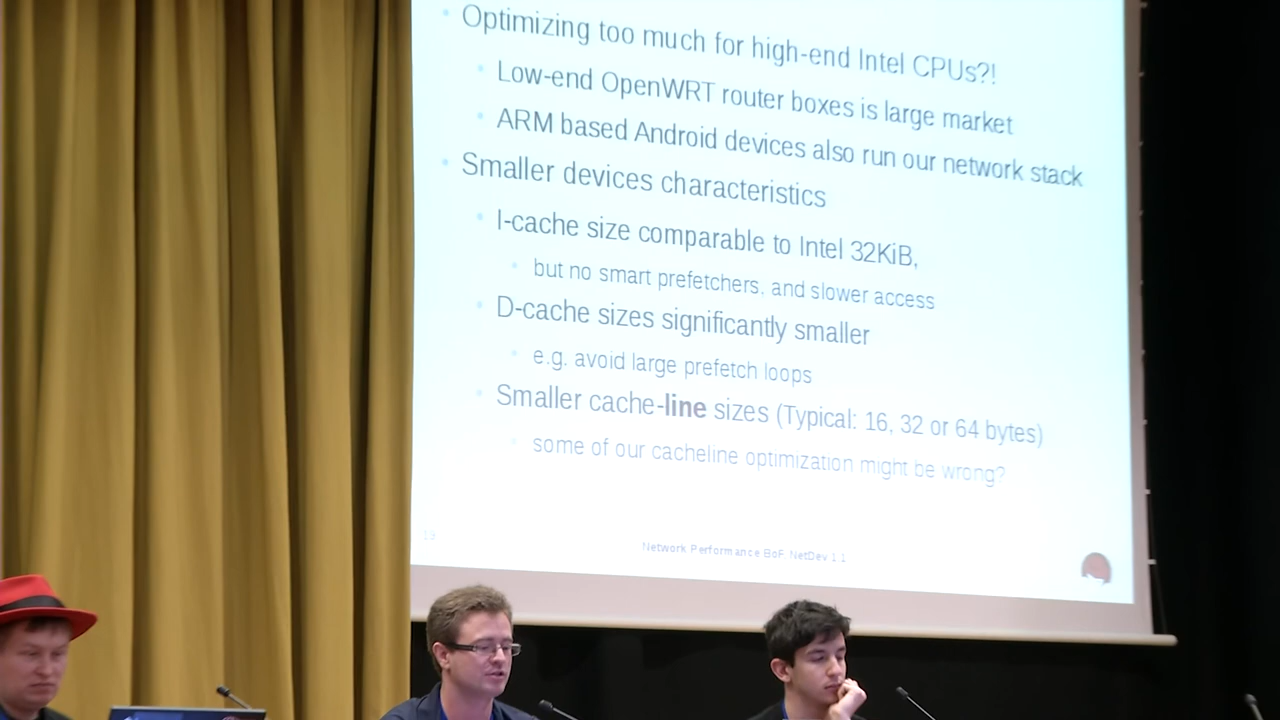 Optimizing too much for high-end Intel CPUs?!
Low-end OpenWRT router boxes is large market
ARM based Android devices also run our network stack
Smaller devices characteristics
I-cache size comparable to Intel 32KiB,
but no smart prefetchers, and slower access
D-cache sizes significantly smaller
e.g. avoid large prefetch loops
Smaller cache-line sizes (Typical: 16, 32 or 64 bytes)
some of our cacheline optimization might be wrong?
19
Network Performance BoF, NetDev 1.1